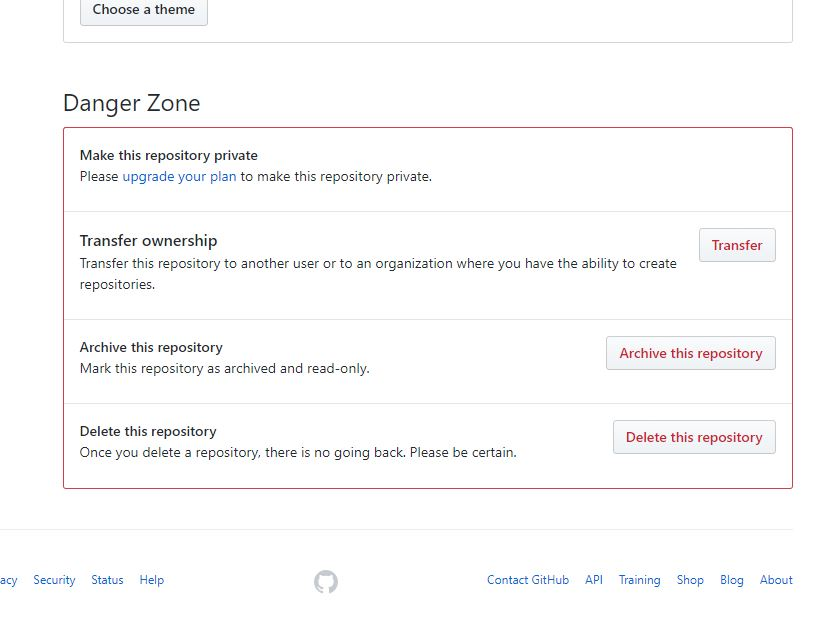 Choose a theme
Danger Zone
Make this repository private
Please upgrade your plan to make this repository private.
Transfer ownership
Transfer this repository to another user or to an organization where you have the ability to create
repositories.
Transfer
Archive this repository
Mark this repository as archived and read-only.
Archive this repository
Delete this repository
Once you delete a repository, there is no going back. Please be certain.
Delete this repository
acy Security Status Help Contact GitHub API Training Shop Blog About